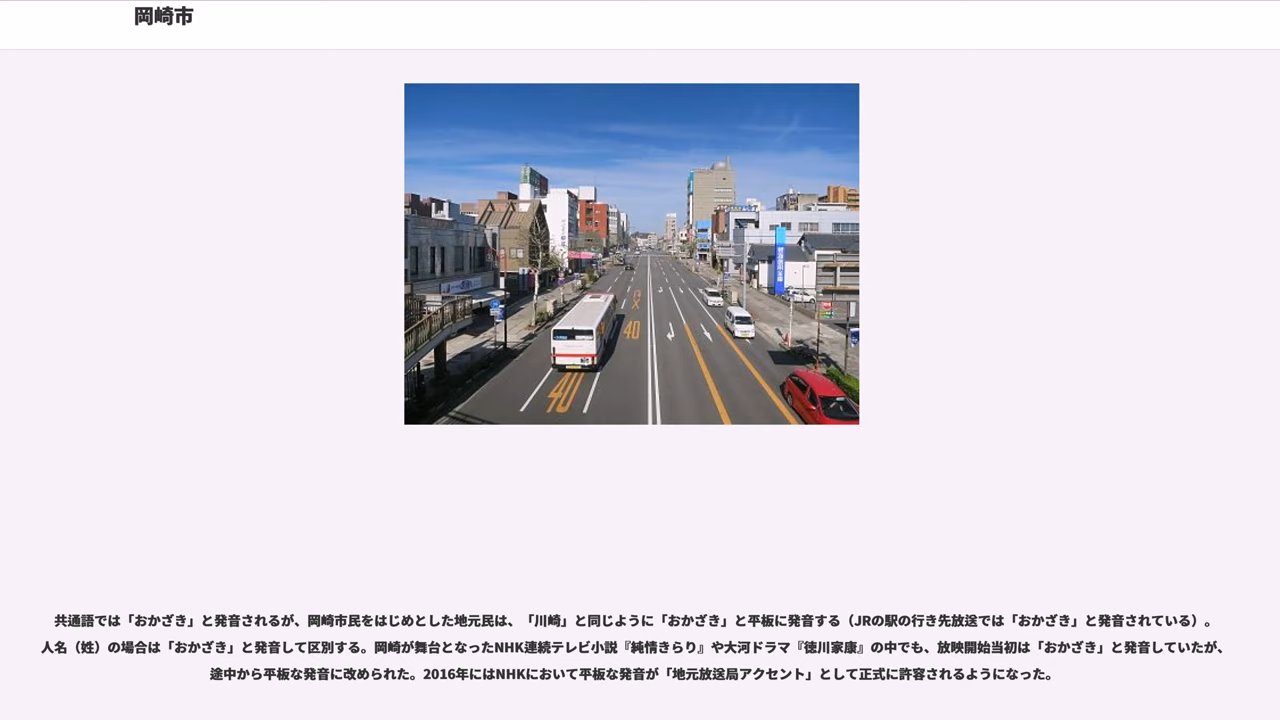 岡崎市
40
40
共通語では「おかざき」と発音されるが、岡崎市民をはじめとした地元民は、「川崎」と同じように「おかざき」と平板に発音する（JRの駅の行き先放送では「おかざき」と発音されている）。
人名（姓）の場合は「おかざき」と発音して区別する。岡崎が舞台となったNHK連続テレビ小説『純情きらり』や大河ドラマ『徳川家康』の中でも、放映開始当初は「おかざき」と発音していたが、
途中から平板な発音に改められた。2016年にはNHKにおいて平板な発音が「地元放送局アクセント」として正式に許容されるようになった。